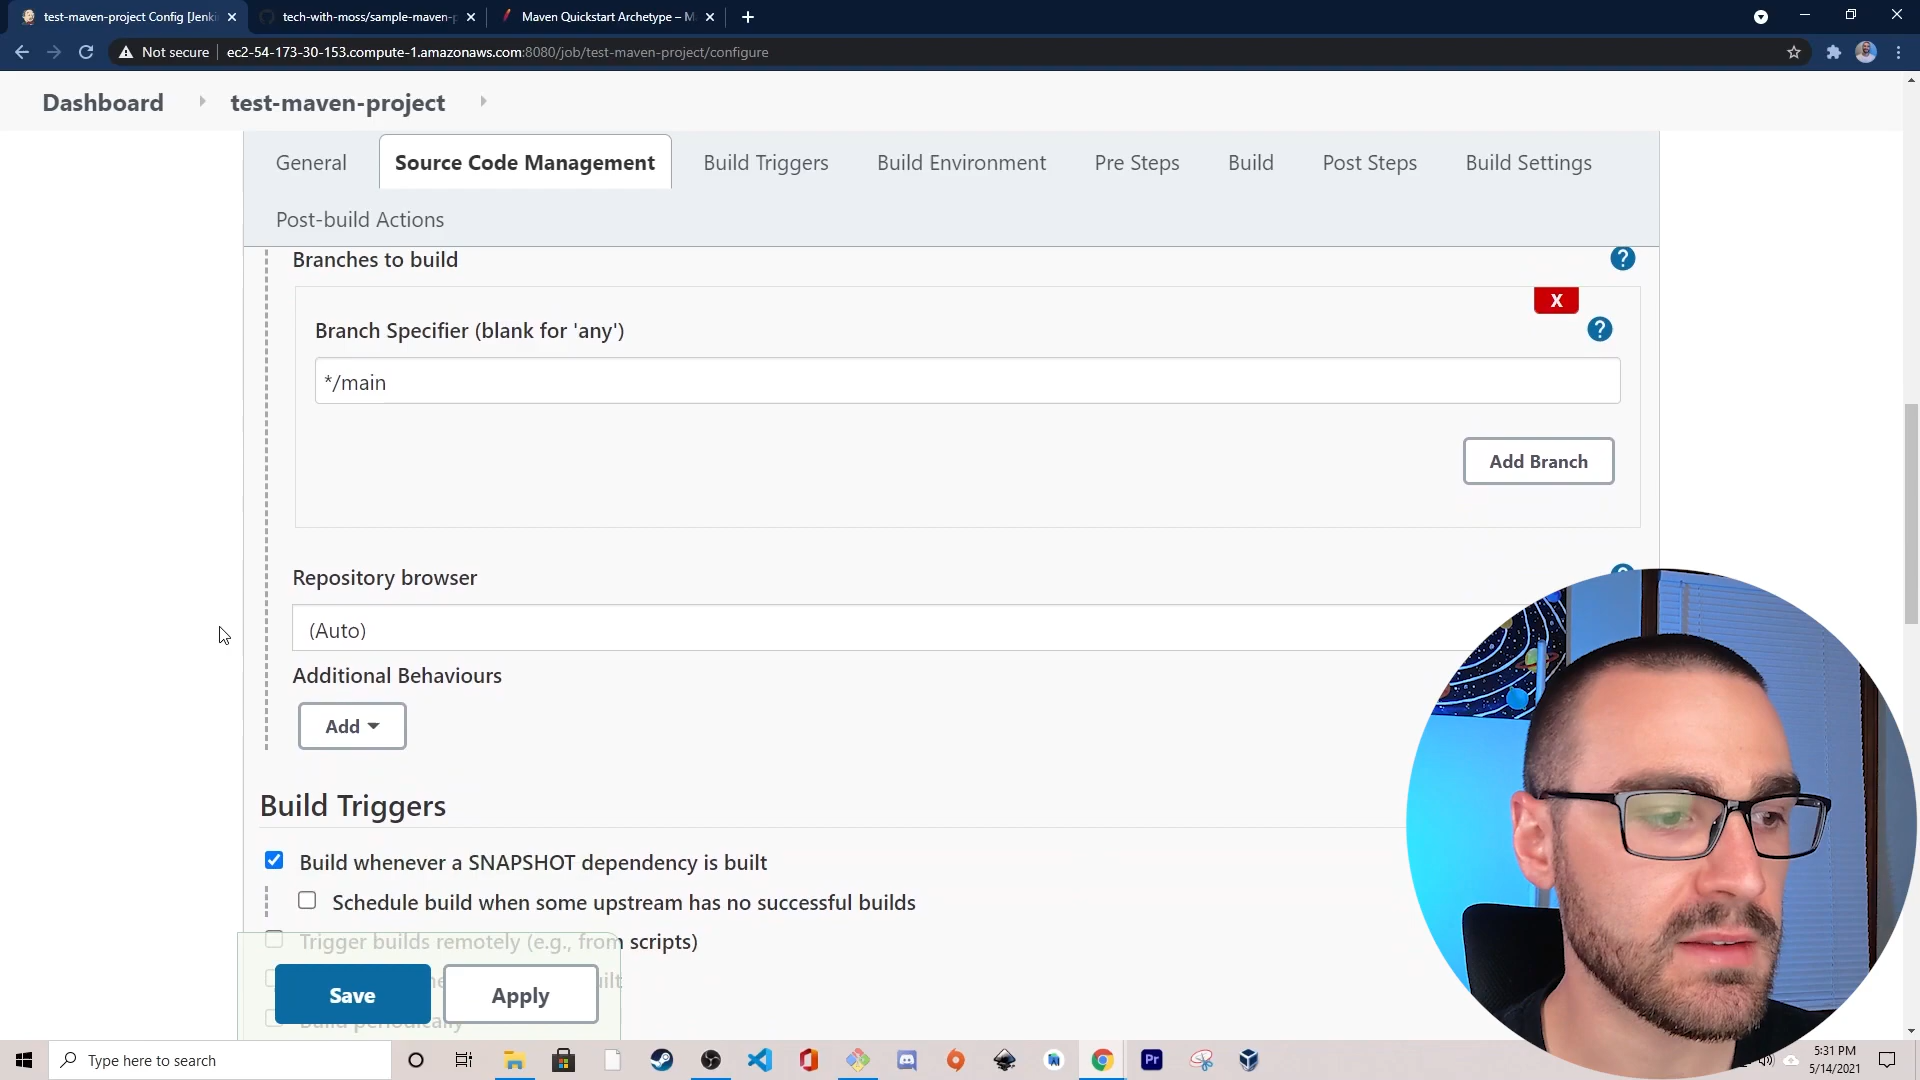 test-maven-project Config [Jenki
tech-with-moss/sample-maven-p
Maven Quickstart Archetype – M
Not secure
ec2-54-173-30-153.compute-1.amazonaws.com:8080/job/test-maven-project/configure
Dashboard
test-maven-project
General
Source Code Management
Build Triggers
Build Environment
Pre Steps
Build
Post Steps
Build Settings
Post-build Actions
Branches to build
?
X
Branch Specifier (blank for 'any')
?
*/main
Add Branch
Repository browser
(Auto)
Additional Behaviours
Add
Build Triggers
Build whenever a SNAPSHOT dependency is built
Schedule build when some upstream has no successful builds
Trigger builds remotely (e.g., from scripts)
Save
Apply
Build periodically
Type here to search
Pr
5:31 PM
5/14/2021